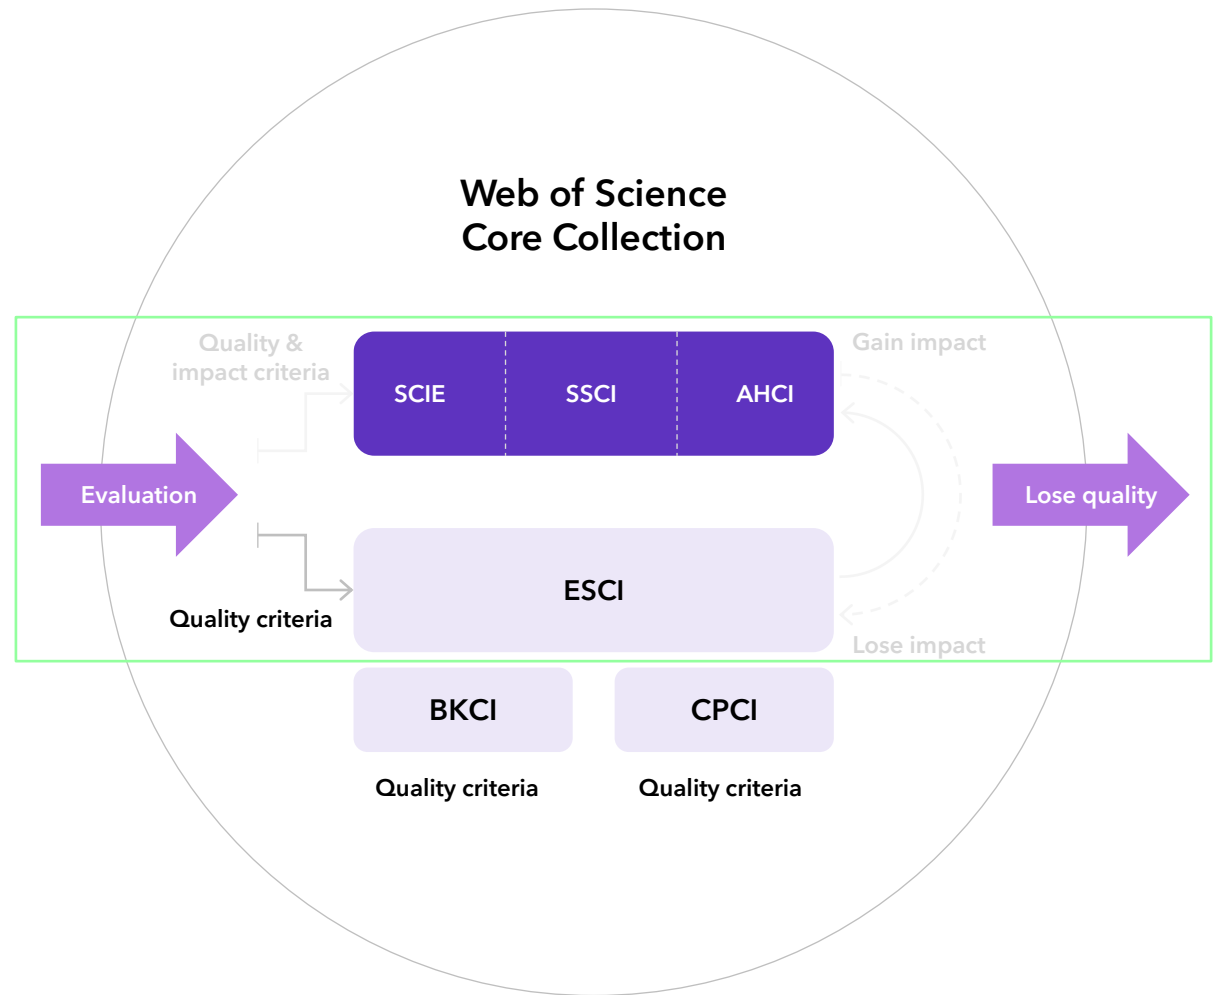 Web of Science
Core Collection
Quality &
impact criteria
SCIE
SSCI
AHCI
Gain impact
Evaluation
Lose quality
ESCI
Quality criteria
Lose impact
BKCI
CPCI
Quality criteria
Quality criteria